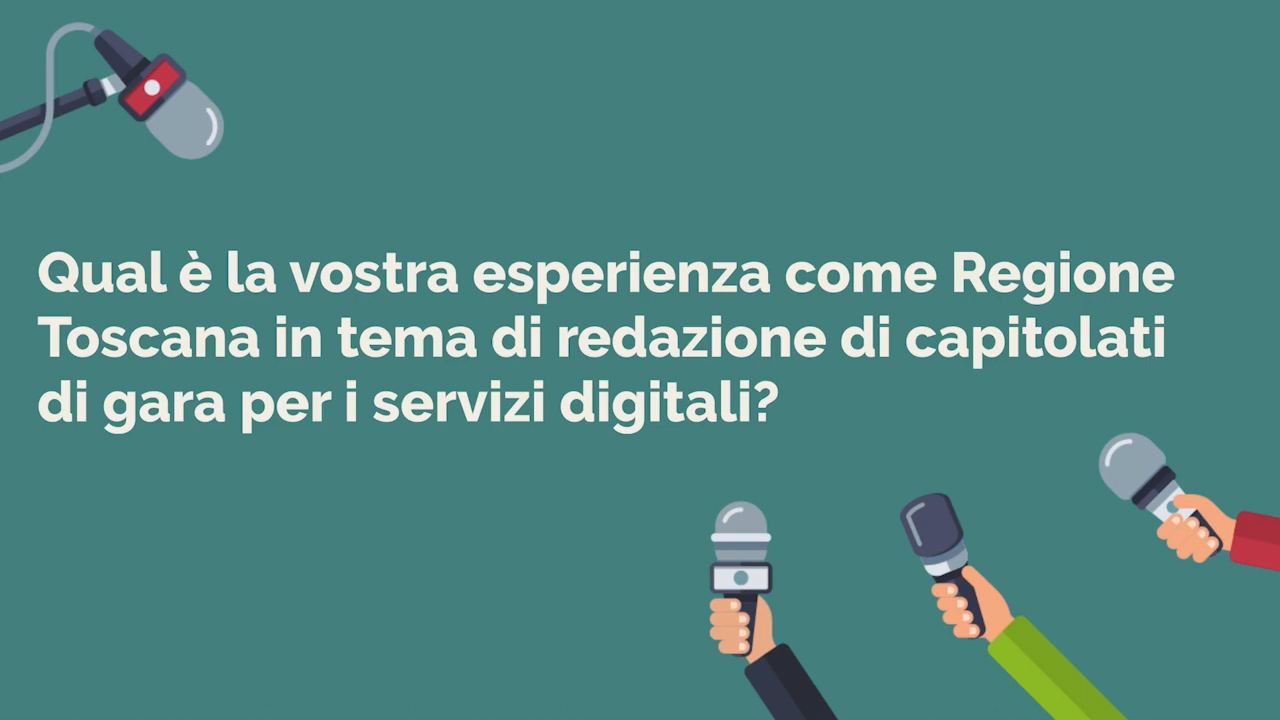 Qual è la vostra esperienza come Regione
Toscana in tema di redazione di capitolati
di gara per i servizi digitali?